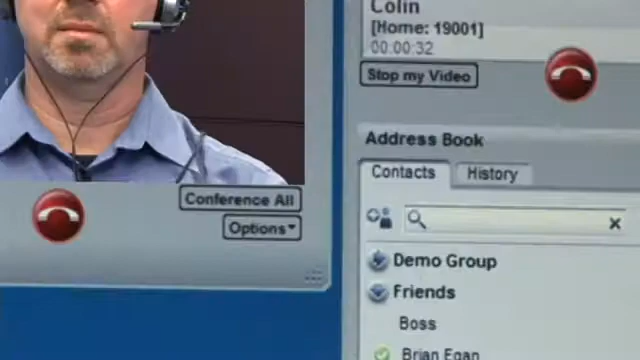 Colin
[Home: 19001]
00:00:32
Stop my Video
Address Book
Contacts
History
Conference All
Options
Demo Group
Friends
Boss
Brian Egan